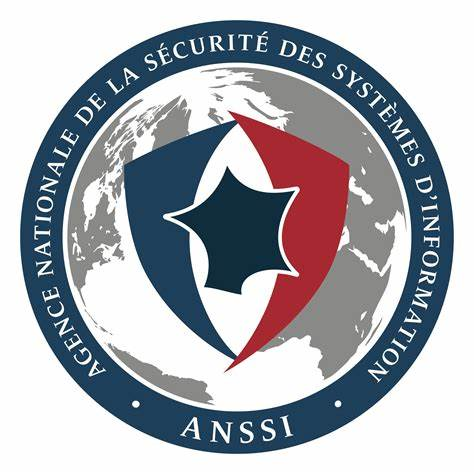 AGENCE NATIONALE DE LA SÉCURITÉ DES SYSTÈMES D'INFORMATION
• ANSSI •